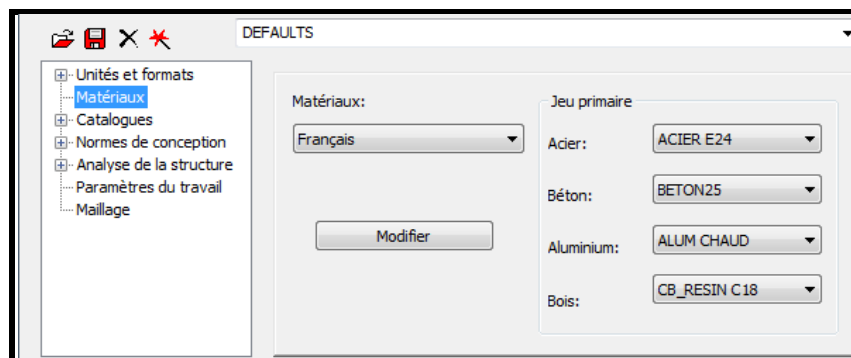 DEFAULTS
Unités et formats
Matériaux
Catalogues
Normes de conception
Analyse de la structure
Paramètres du travail
Maillage
Matériaux:
Français
Modifier
Jeu primaire
Acier: ACIER E24
Béton: BETON25
Aluminium: ALUM CHAUD
Bois: CB_RESIN C18